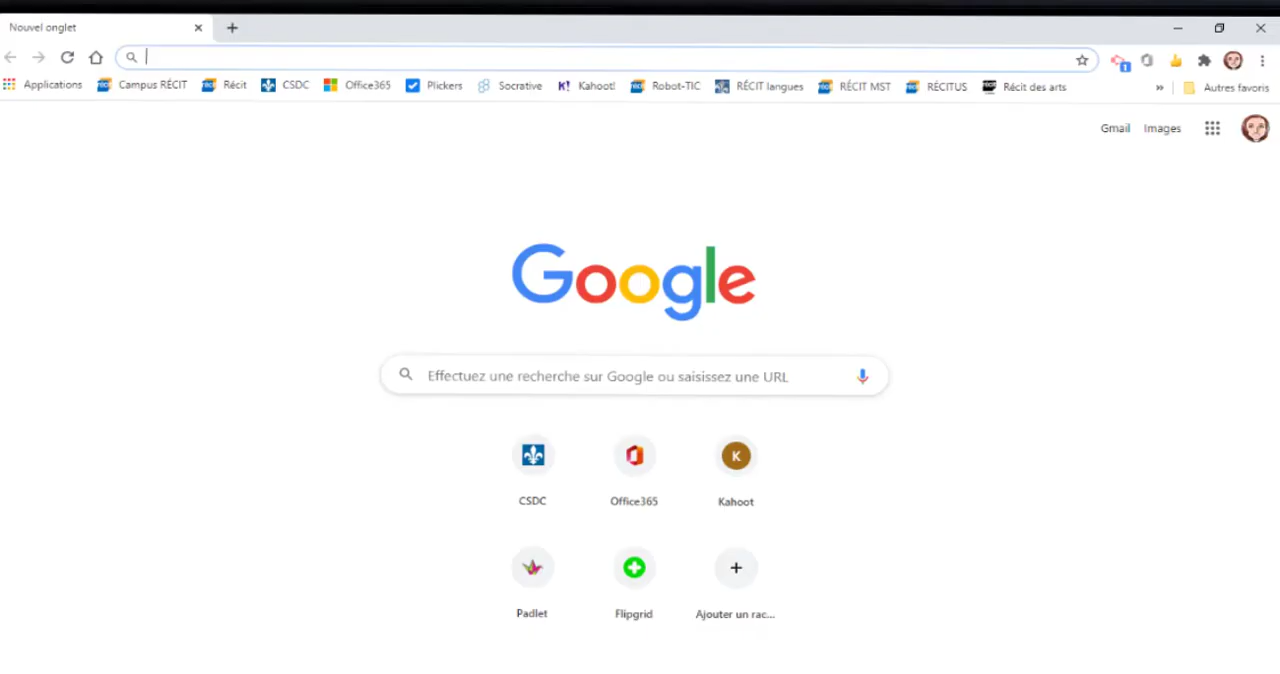 Nouvel onglet
Applications Campus RÉCIT Récit CSDC Office365 Plickers Socrative K! Kahoot! Robot-TIC RÉCIT langues RÉCIT MST RÉCITUS Récit des arts » Autres favoris
1
Gmail Images
Google
Effectuez une recherche sur Google ou saisissez une URL
K
CSDC Office365 Kahoot
Padlet Flipgrid Ajouter un rac...